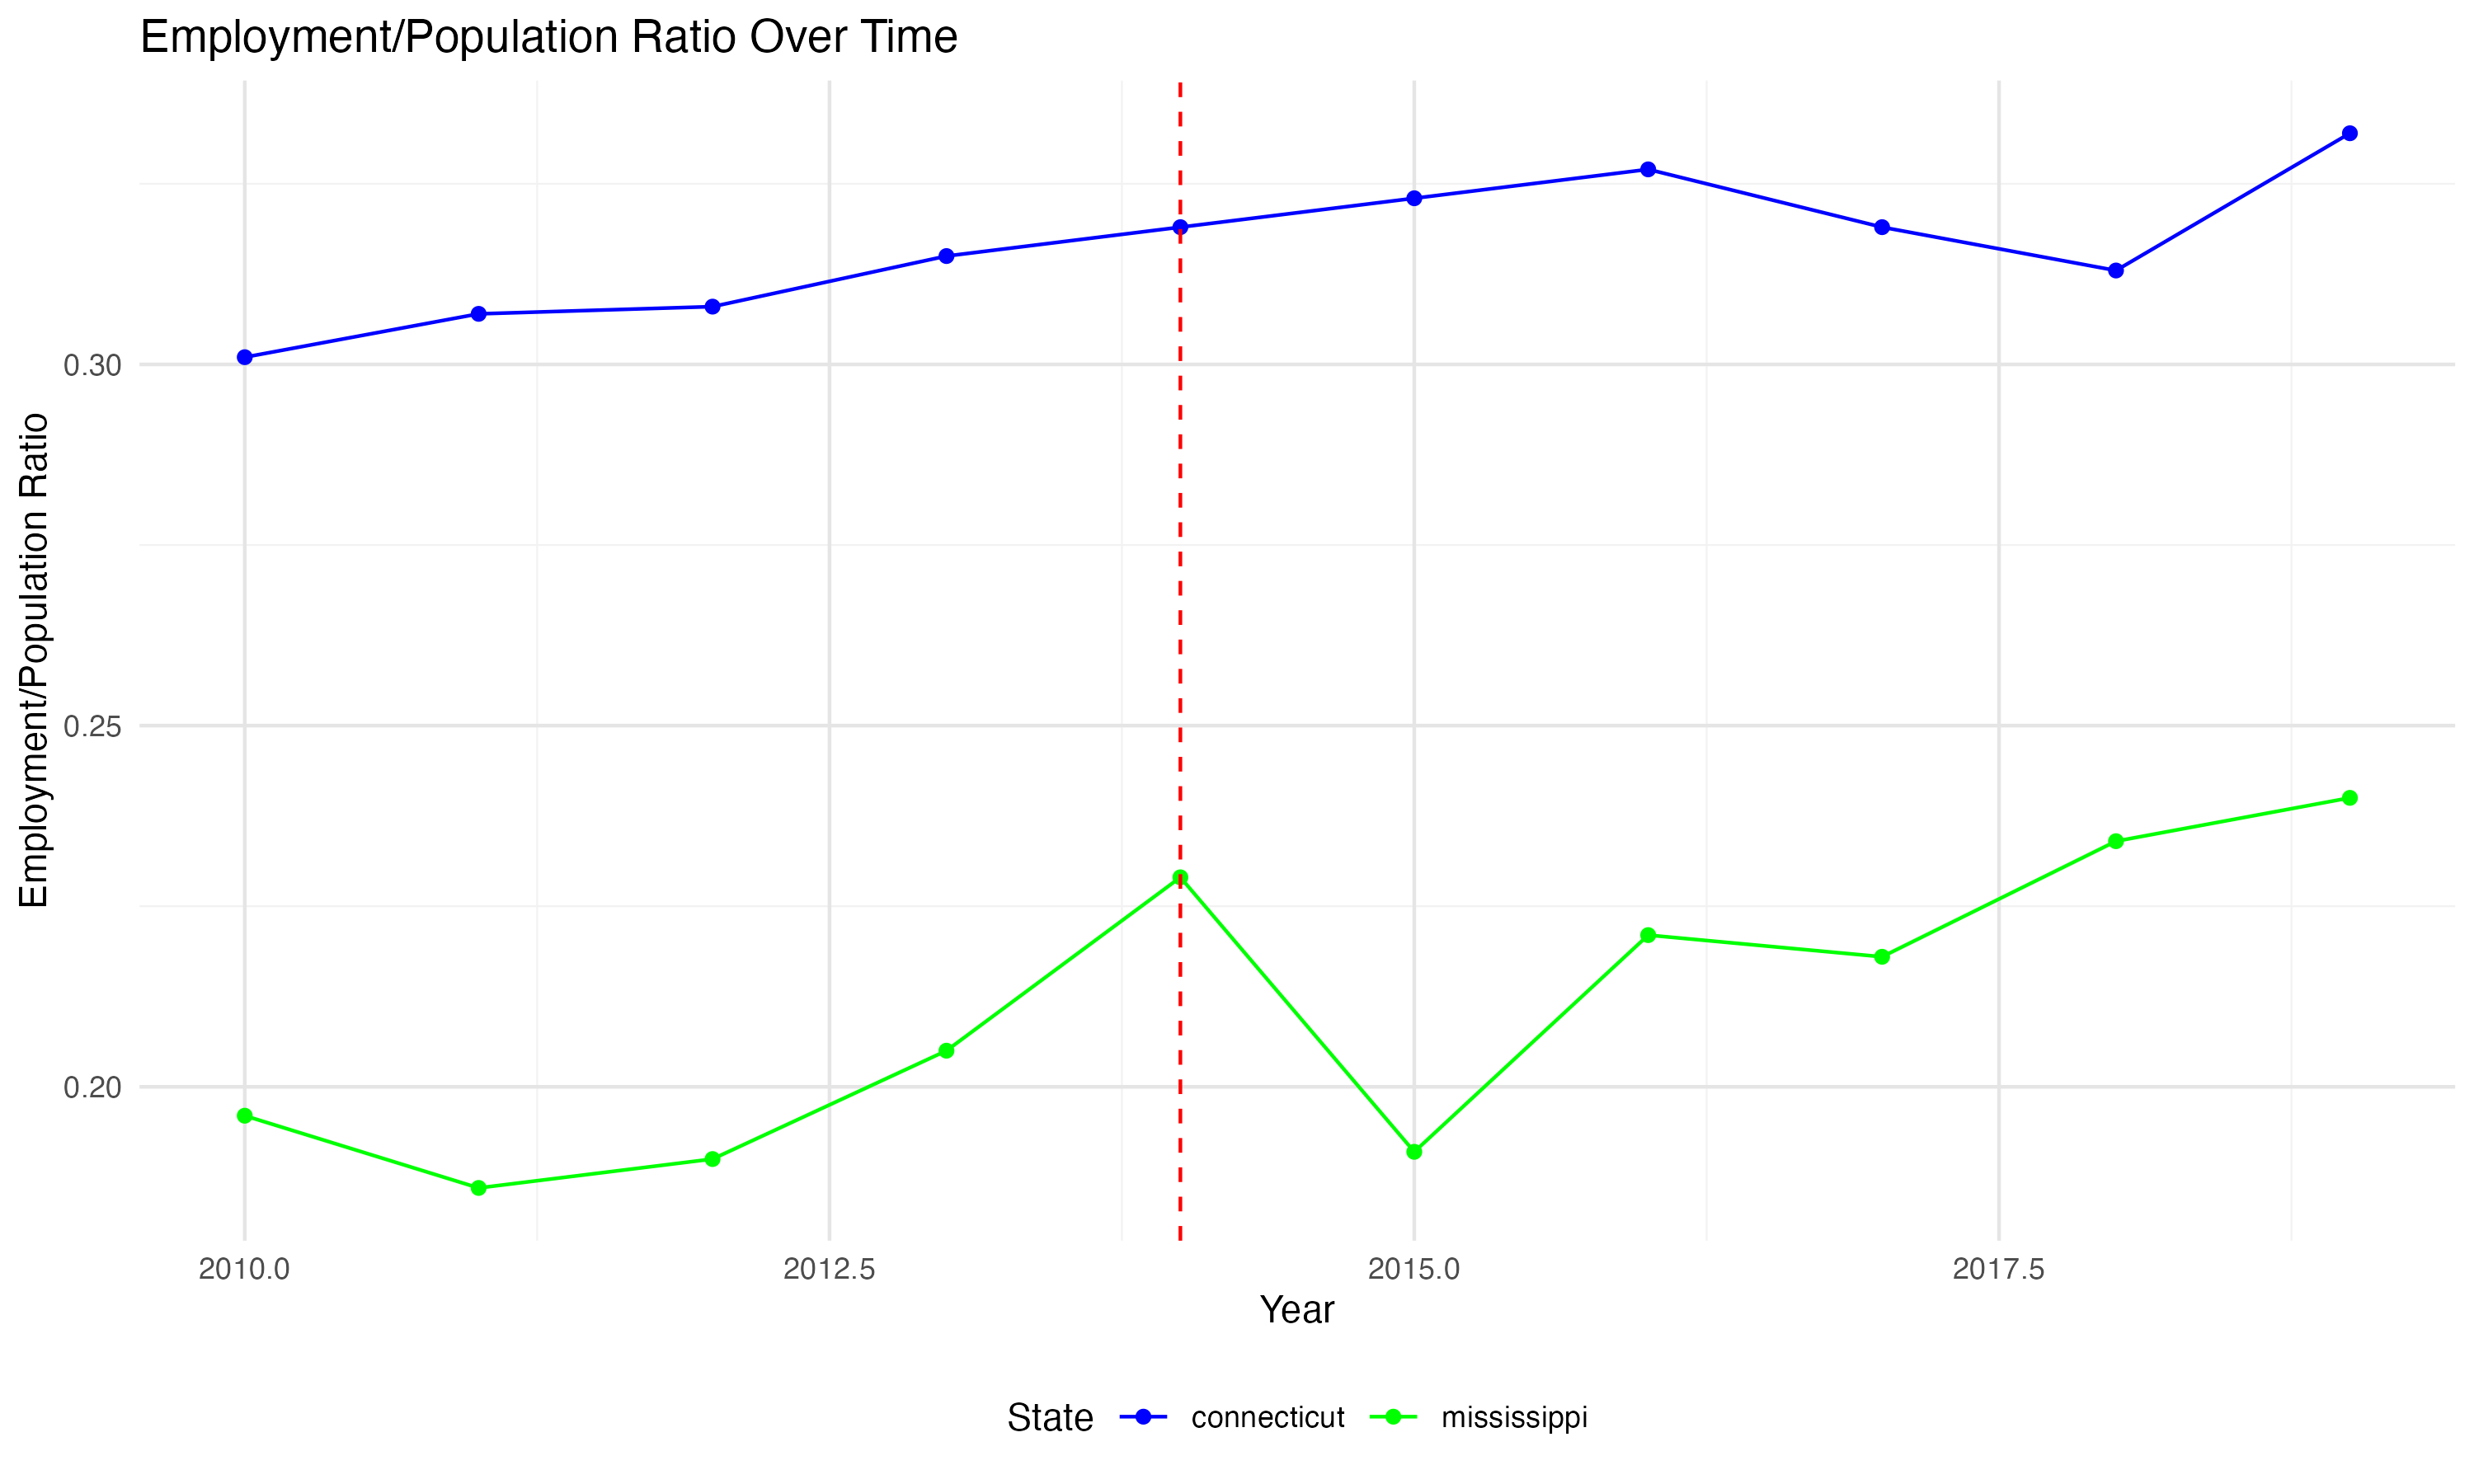 Employment/Population Ratio Over Time
Employment/Population Ratio
0.30
0.25
0.20
2010.0 2012.5 2015.0 2017.5
Year
State connecticut mississippi